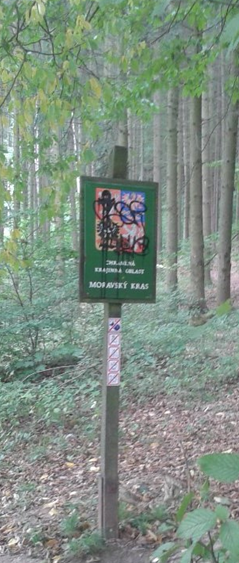 CHRÁNĚNÁ
KRAJINNÁ OBLAST
MORAVSKÝ KRAS